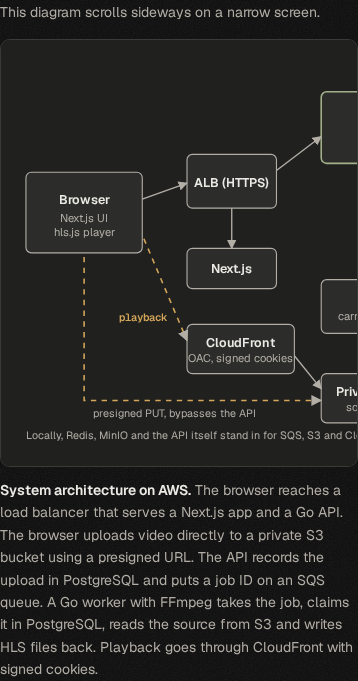 This diagram scrolls sideways on a narrow screen.
ALB (HTTPS)
Browser
Next.js UI
hls.js player
Next.js
playback
CloudFront
OAC, signed cookies
presigned PUT, bypasses the API
Locally, Redis, MinIO and the API itself stand in for SQS, S3 and
System architecture on AWS. The browser reaches a
load balancer that serves a Next.js app and a Go API.
The browser uploads video directly to a private S3
bucket using a presigned URL. The API records the
upload in PostgreSQL and puts a job ID on an SQS
queue. A Go worker with FFmpeg takes the job, claims
it in PostgreSQL, reads the source from S3 and writes
HLS files back. Playback goes through CloudFront with
signed cookies.